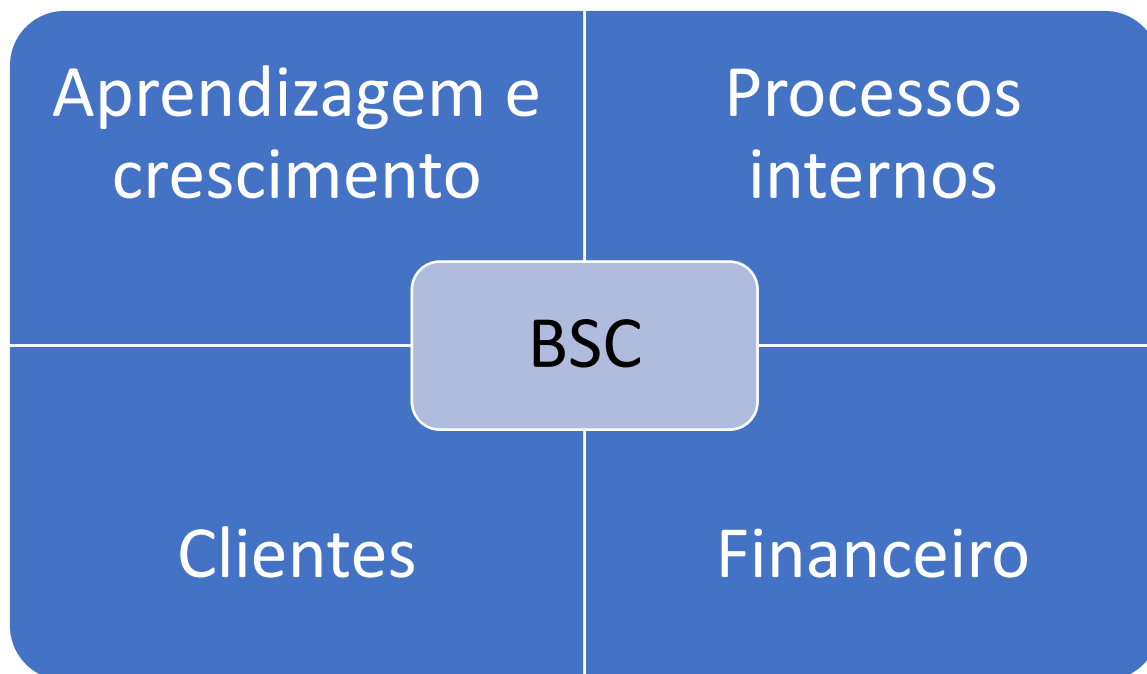 Aprendizagem e
crescimento
Processos
internos
BSC
Clientes
Financeiro